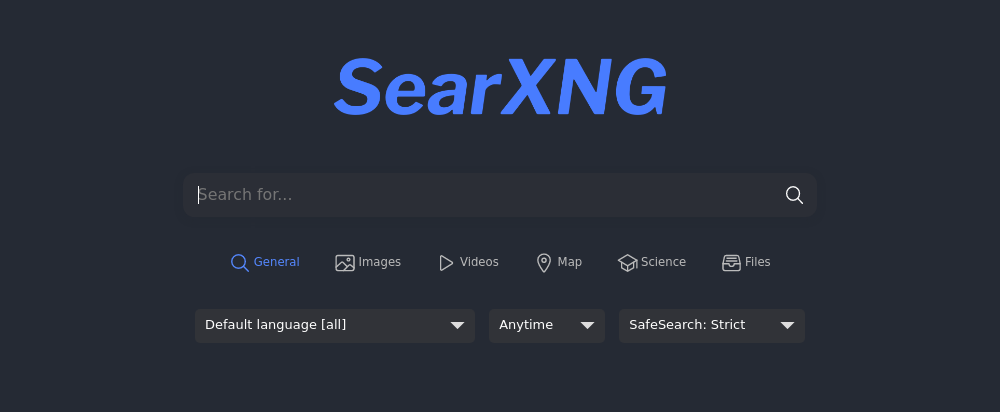 SearXNG
Search for...
General Images Videos Map Science Files
Default language [all] Anytime SafeSearch: Strict